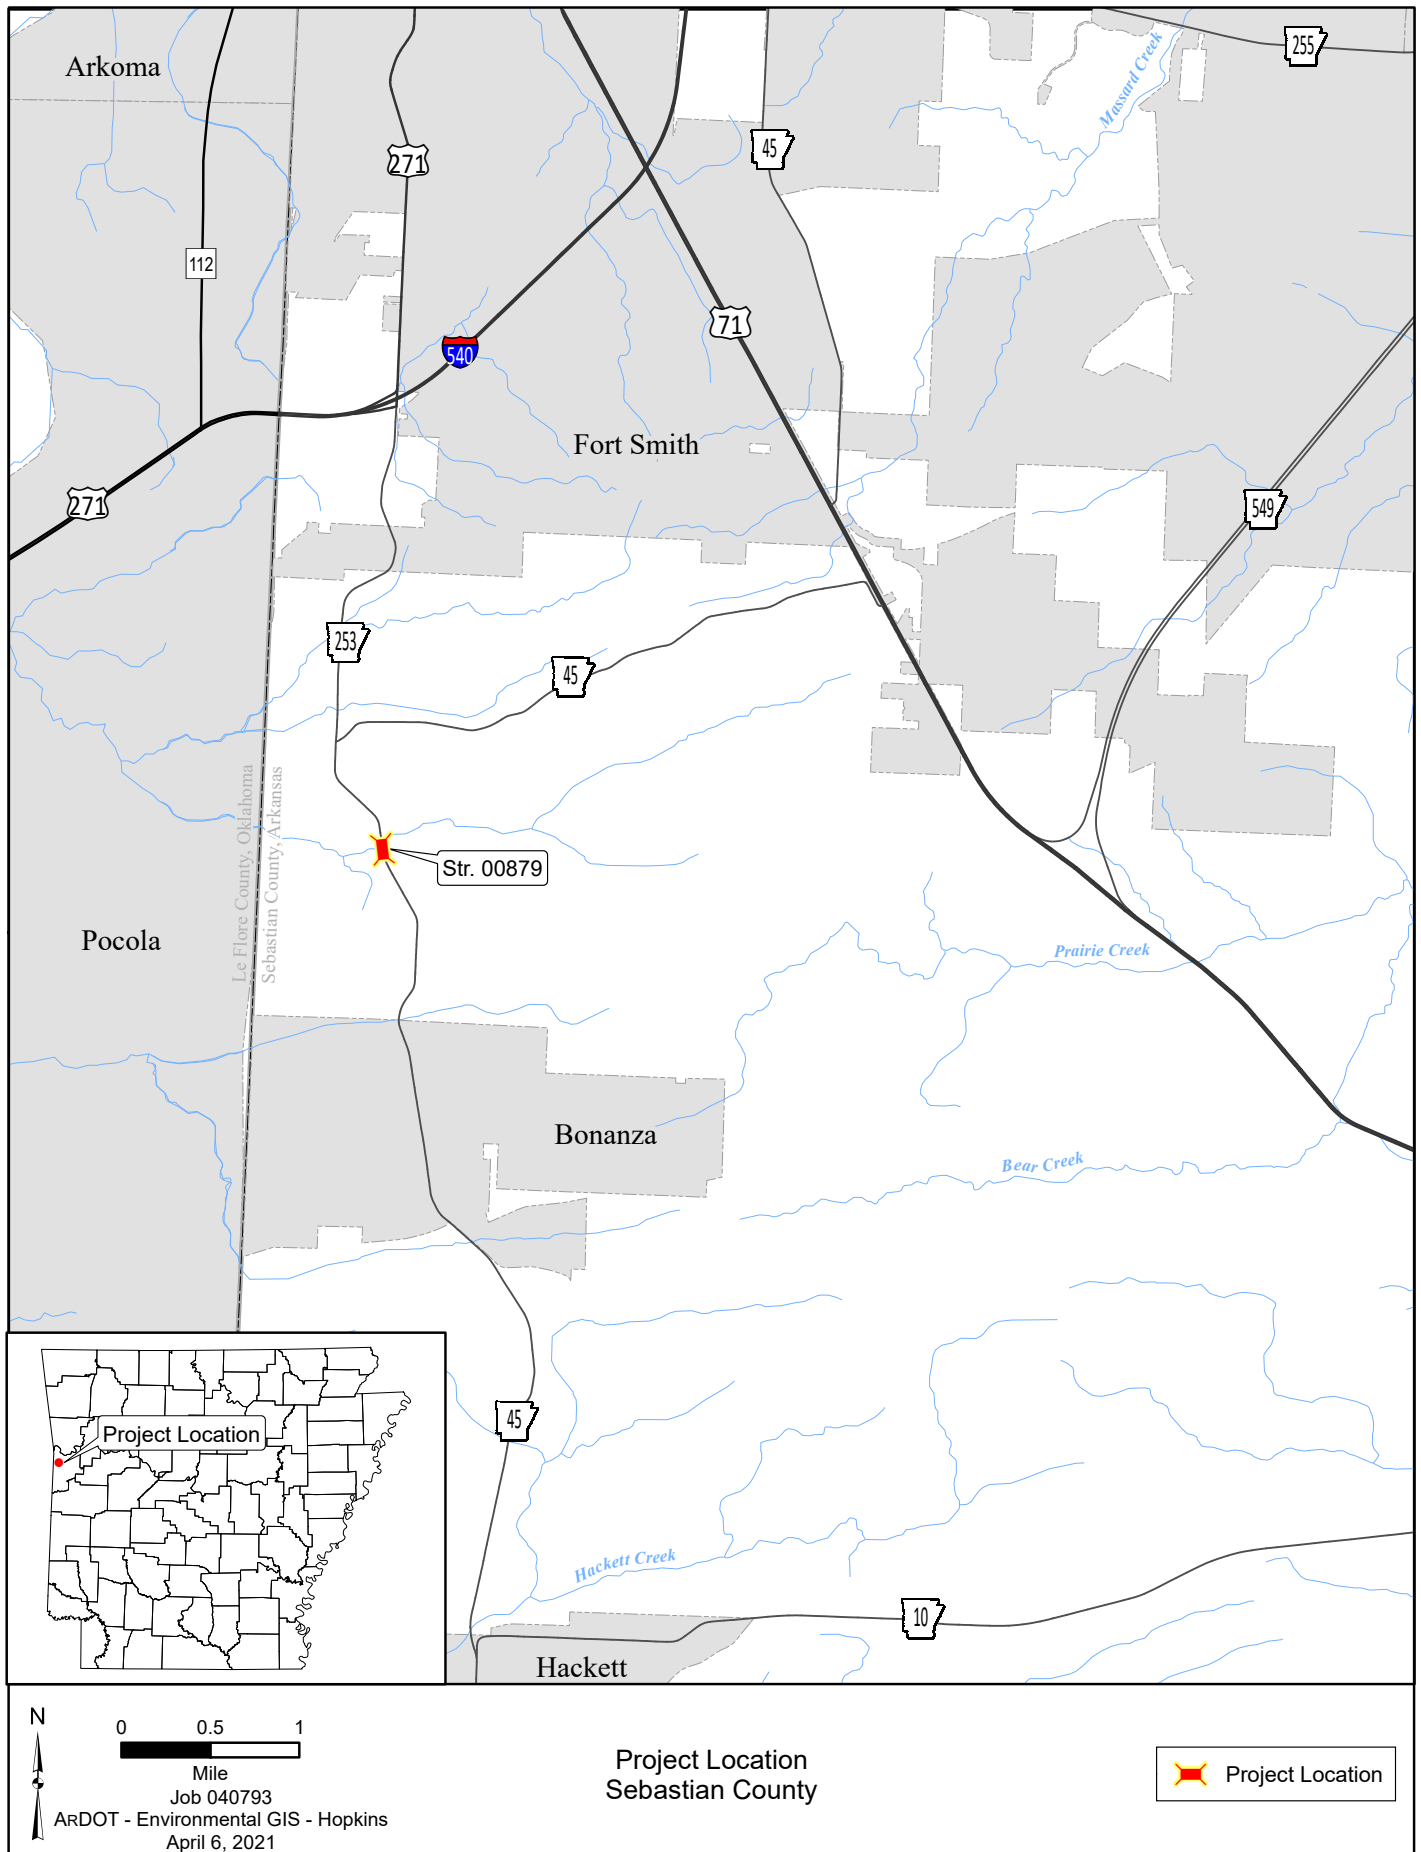 Arkoma
255
Massard Creek
45
271
112
71
540
Fort Smith
271
549
253
45
Le Flore County, Oklahoma
Sebastian County, Arkansas
Str. 00879
Pocola
Prairie Creek
Bonanza
Bear Creek
45
Project Location
Hackett Creek
10
Hackett
N
0 0.5 1
Mile
Job 040793
ARDOT - Environmental GIS - Hopkins
April 6, 2021
Project Location
Sebastian County
Project Location